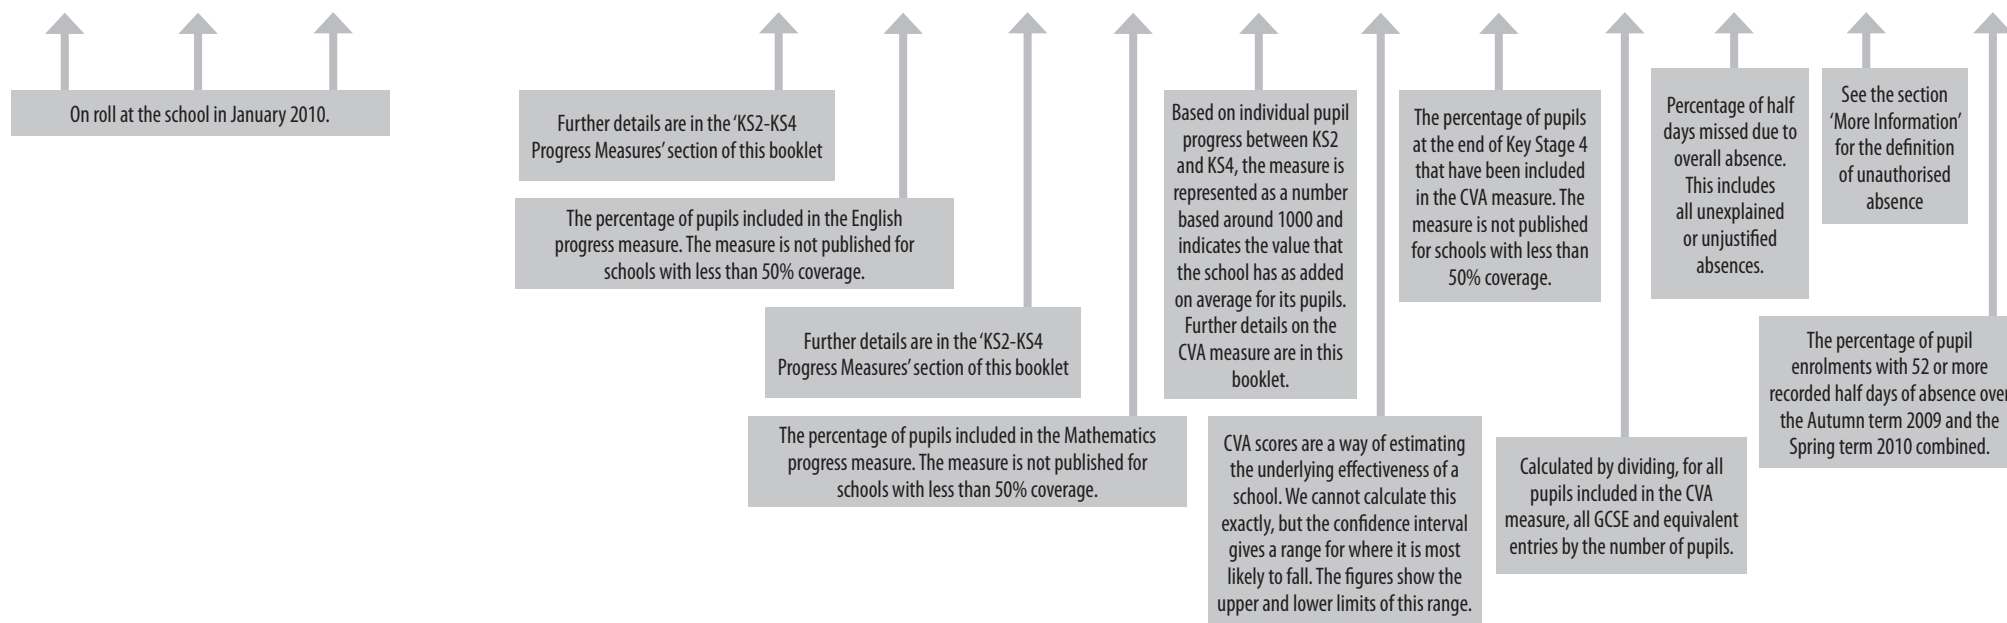 On roll at the school in January 2010.
Further details are in the ‘KS2-KS4
Progress Measures’ section of this booklet
The percentage of pupils included in the English
progress measure. The measure is not published for
schools with less than 50% coverage.
Further details are in the ‘KS2-KS4
Progress Measures’ section of this booklet
The percentage of pupils included in the Mathematics
progress measure. The measure is not published for
schools with less than 50% coverage.
Based on individual pupil
progress between KS2
and KS4, the measure is
represented as a number
based around 1000 and
indicates the value that
the school has as added
on average for its pupils.
Further details on the
CVA measure are in this
booklet.
CVA scores are a way of estimating
the underlying effectiveness of a
school. We cannot calculate this
exactly, but the confidence interval
gives a range for where it is most
likely to fall. The figures show the
upper and lower limits of this range.
The percentage of pupils
at the end of Key Stage 4
that have been included
in the CVA measure. The
measure is not published
for schools with less than
50% coverage.
Calculated by dividing, for all
pupils included in the CVA
measure, all GCSE and equivalent
entries by the number of pupils.
Percentage of half
days missed due to
overall absence.
This includes
all unexplained
or unjustified
absences.
See the section
‘More Information’
for the definition
of unauthorised
absence
The percentage of pupil
enrolments with 52 or more
recorded half days of absence over
the Autumn term 2009 and the
Spring term 2010 combined.